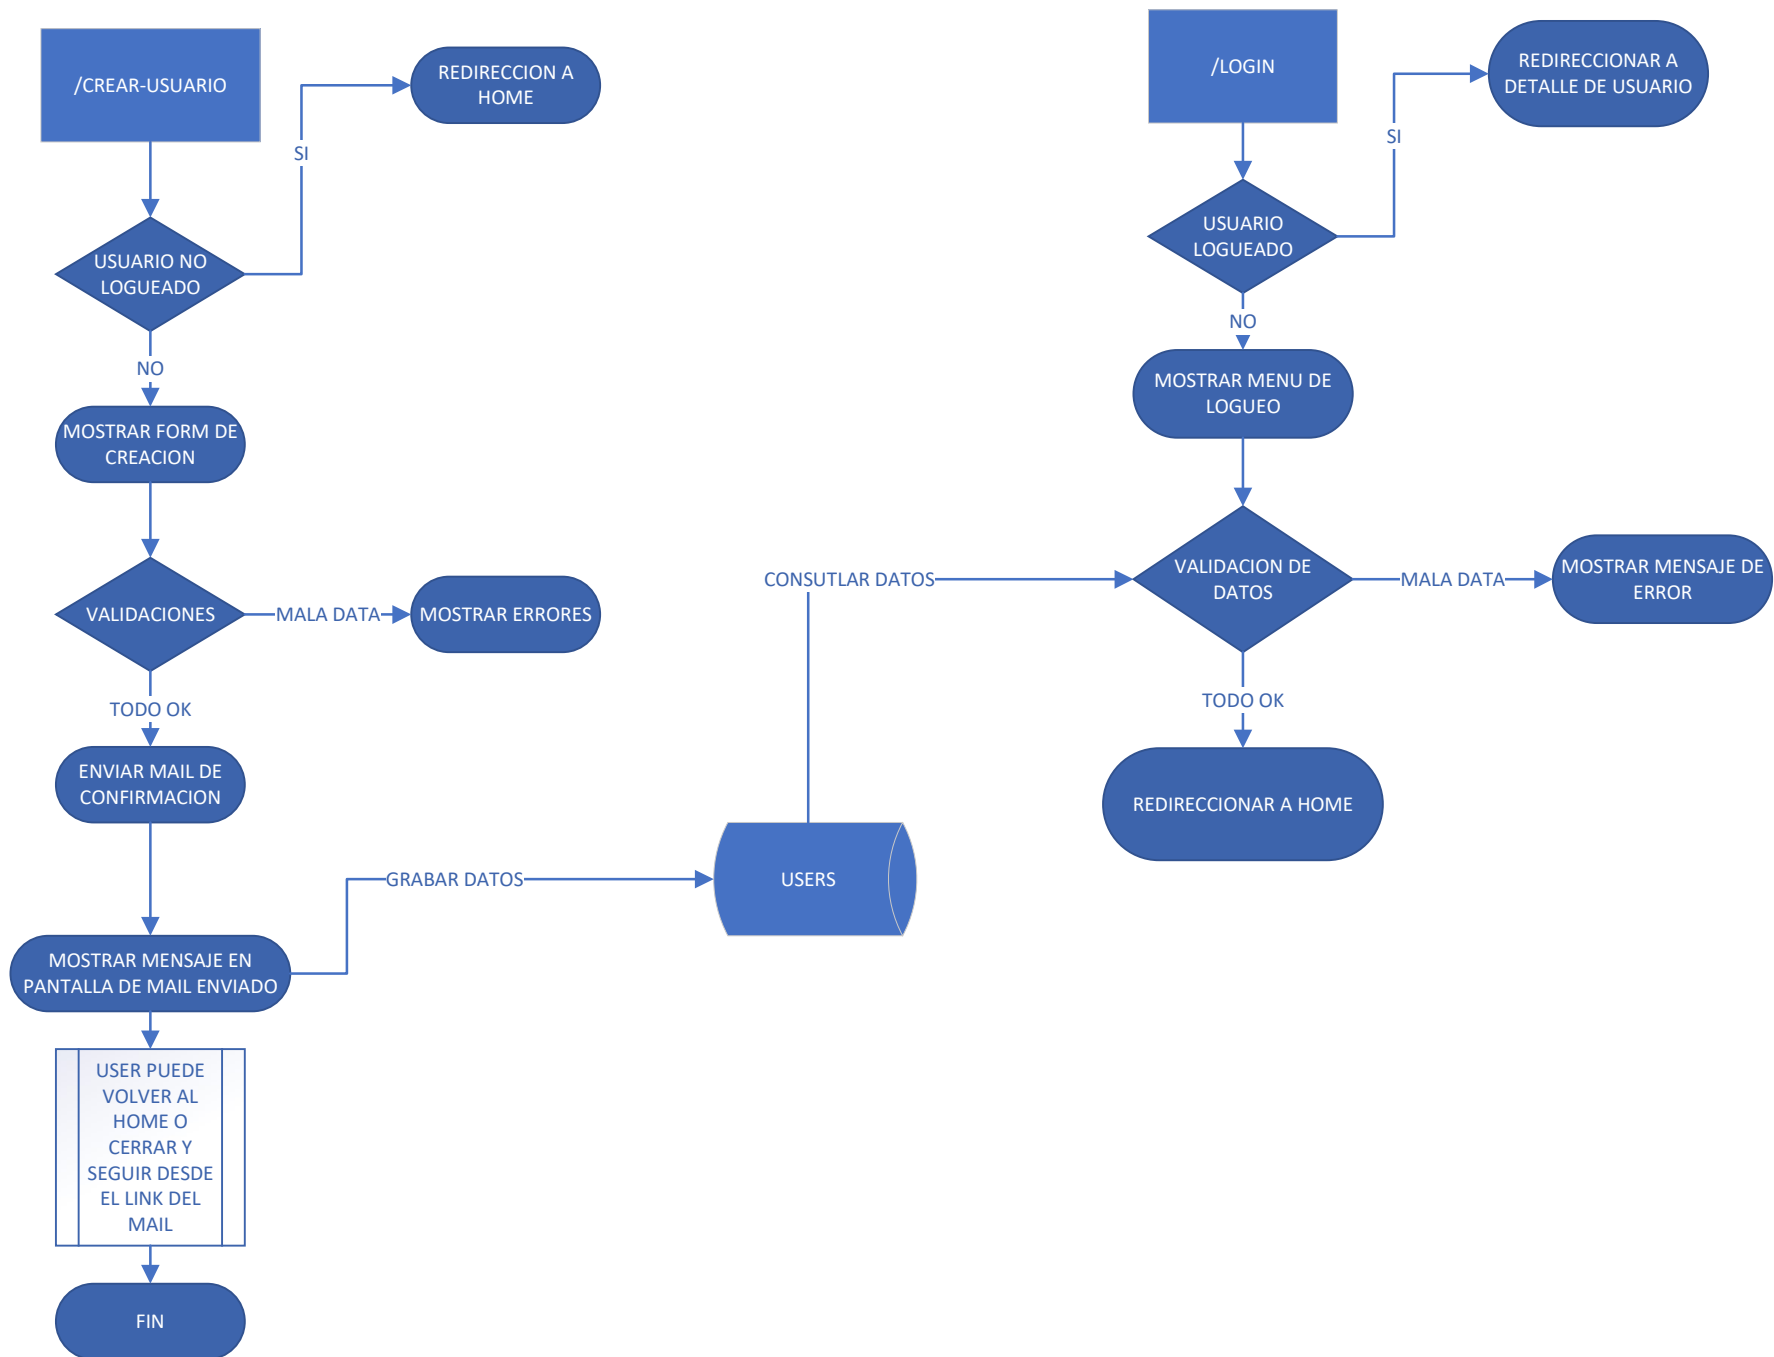 /CREAR-USUARIO
REDIRECCION A
HOME
SI
USUARIO NO
LOGUEADO
NO
MOSTRAR FORM DE
CREACION
VALIDACIONES
MALA DATA
MOSTRAR ERRORES
TODO OK
ENVIAR MAIL DE
CONFIRMACION
MOSTRAR MENSAJE EN
PANTALLA DE MAIL ENVIADO
GRABAR DATOS
USERS
USER PUEDE
VOLVER AL
HOME O
CERRAR Y
SEGUIR DESDE
EL LINK DEL
MAIL
FIN
/LOGIN
REDIRECCIONAR A
DETALLE DE USUARIO
SI
USUARIO
LOGUEADO
NO
MOSTRAR MENU DE
LOGUEO
CONSUTLAR DATOS
VALIDACION DE
DATOS
MALA DATA
MOSTRAR MENSAJE DE
ERROR
TODO OK
REDIRECCIONAR A HOME